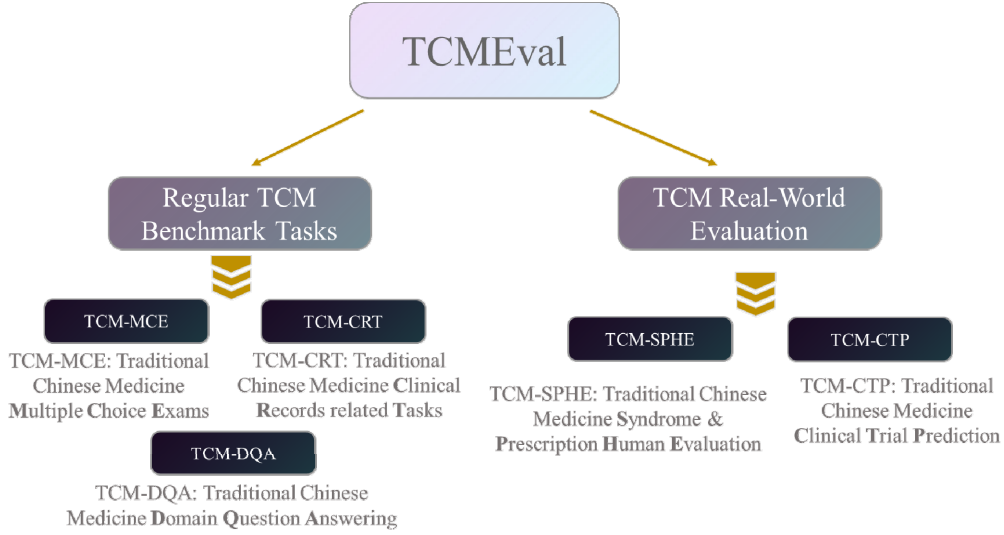 TCMEval
Regular TCM
Benchmark Tasks
TCM Real-World
Evaluation
TCM-MCE
TCM-MCE: Traditional
Chinese Medicine
Multiple Choice Exams
TCM-CRT
TCM-CRT: Traditional
Chinese Medicine Clinical
Records related Tasks
TCM-DQA
TCM-DQA: Traditional Chinese
Medicine Domain Question Answering
TCM-SPHE
TCM-SPHE: Traditional Chinese
Medicine Syndrome &
Prescription Human Evaluation
TCM-CTP
TCM-CTP: Traditional
Chinese Medicine
Clinical Trial Prediction